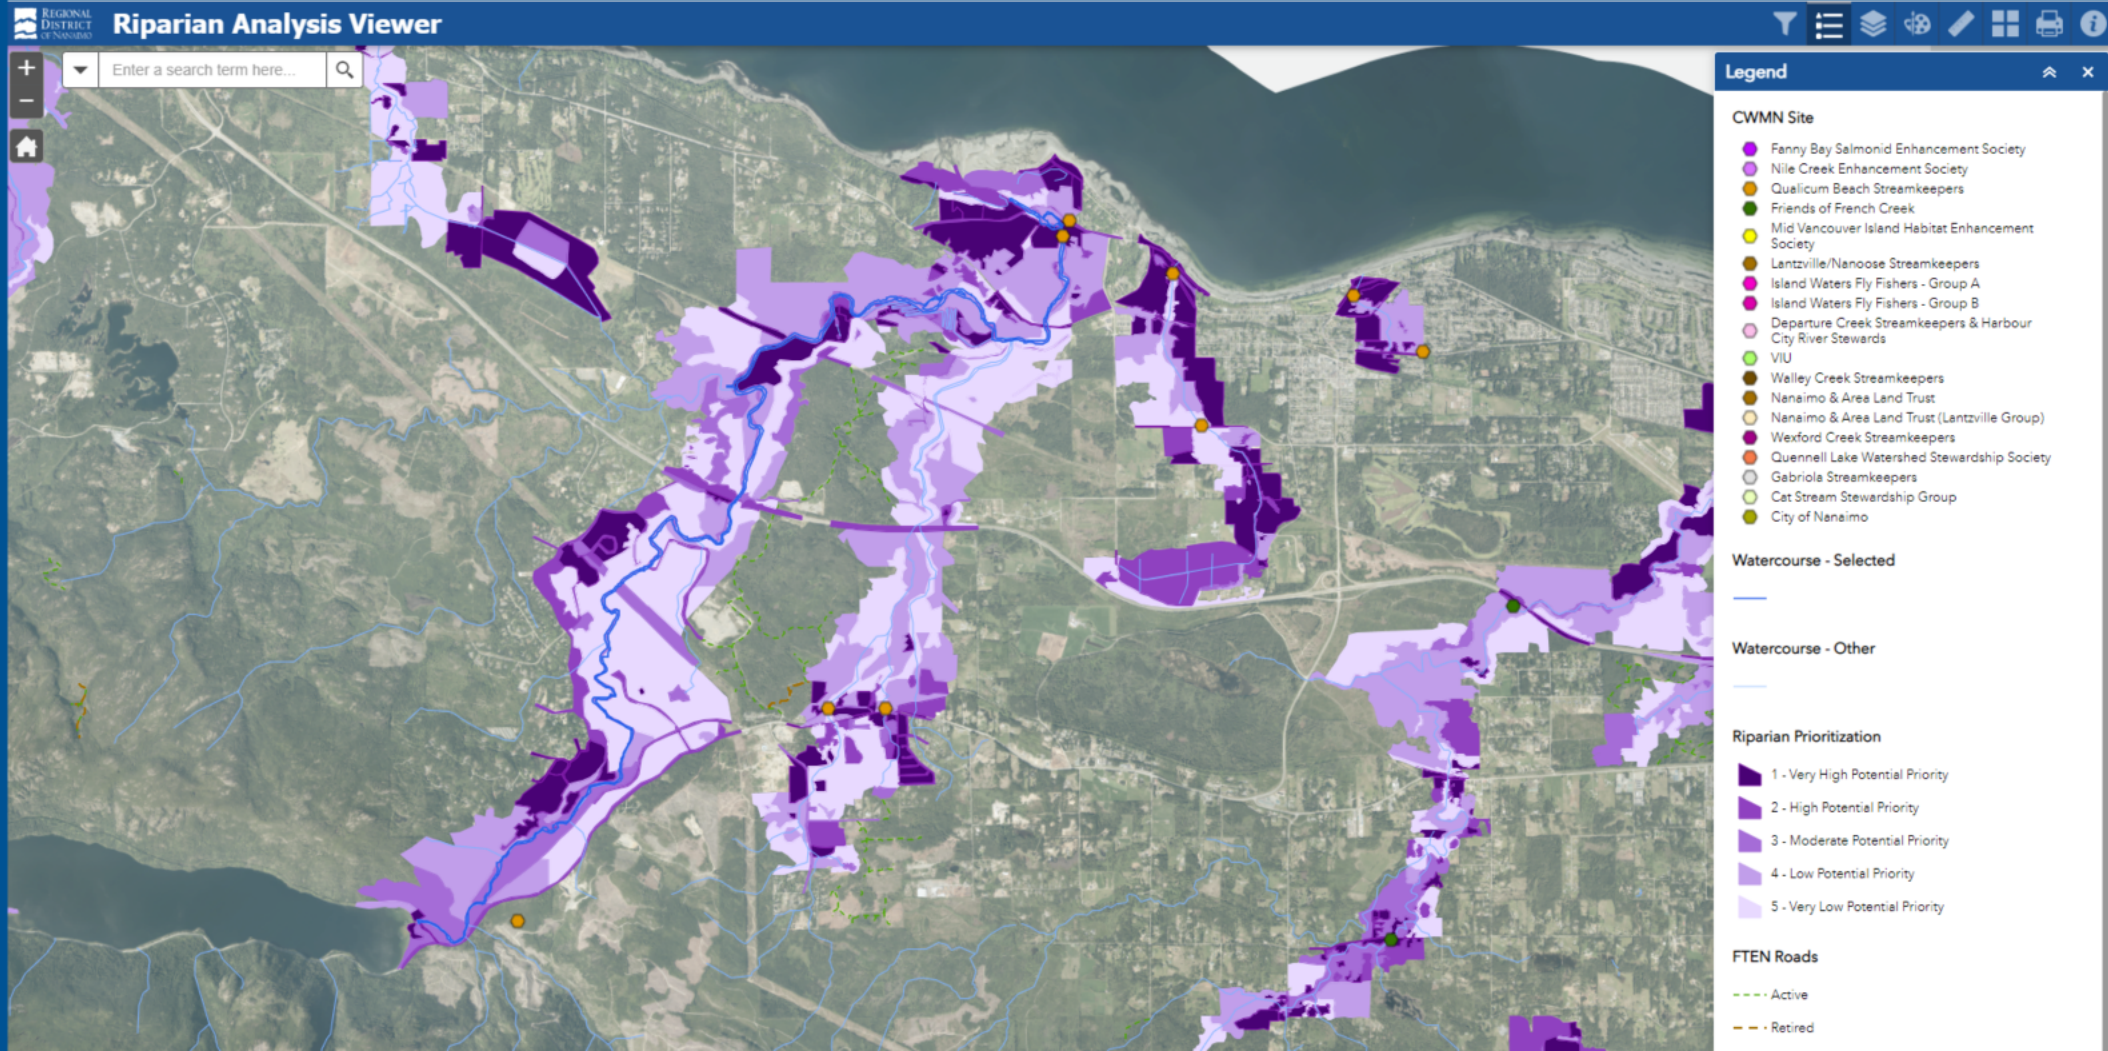 REGIONAL
DISTRICT
OF NANAIMO
Riparian Analysis Viewer
Enter a search term here...
Legend
CWMN Site
Fanny Bay Salmonid Enhancement Society
Nile Creek Enhancement Society
Qualicum Beach Streamkeepers
Friends of French Creek
Mid Vancouver Island Habitat Enhancement
Society
Lantzville/Nanoose Streamkeepers
Island Waters Fly Fishers - Group A
Island Waters Fly Fishers - Group B
Departure Creek Streamkeepers & Harbour
City River Stewards
VIU
Walley Creek Streamkeepers
Nanaimo & Area Land Trust
Nanaimo & Area Land Trust (Lantzville Group)
Wexford Creek Streamkeepers
Quennell Lake Watershed Stewardship Society
Gabriola Streamkeepers
Cat Stream Stewardship Group
City of Nanaimo
Watercourse - Selected
Watercourse - Other
Riparian Prioritization
1 - Very High Potential Priority
2 - High Potential Priority
3 - Moderate Potential Priority
4 - Low Potential Priority
5 - Very Low Potential Priority
FTEN Roads
Active
Retired